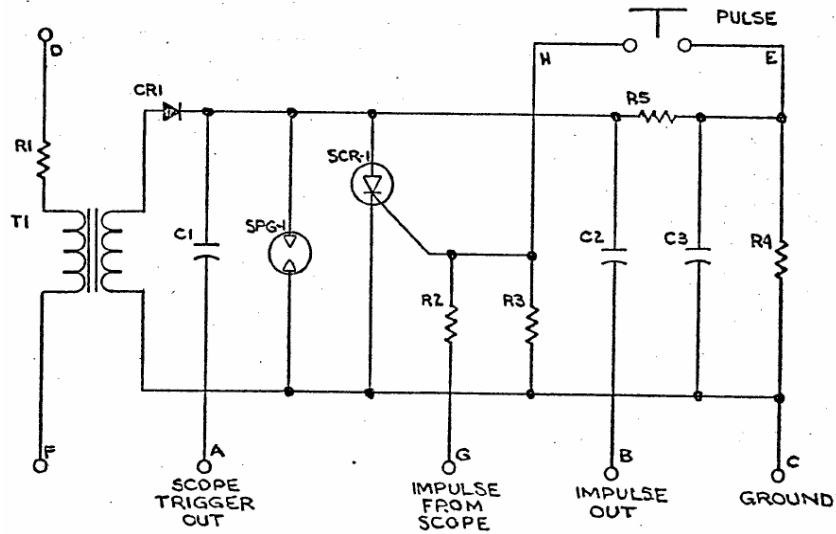 PULSE
D
H
E
CR1
R5
R1
SCR-1
T1
C1
SPG-1
C2
C3
R4
R2
R3
F
A
G
B
C
SCOPE
TRIGGER
OUT
IMPULSE
FROM
SCOPE
IMPULSE
OUT
GROUND